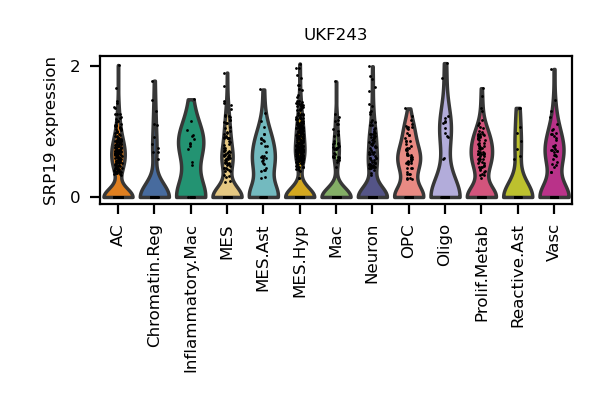 UKF243
SRP19 expression
2
0
AC
Chromatin.Reg
Inflammatory.Mac
MES
MES.Ast
MES.Hyp
Mac
Neuron
OPC
Oligo
Prolif.Metab
Reactive.Ast
Vasc